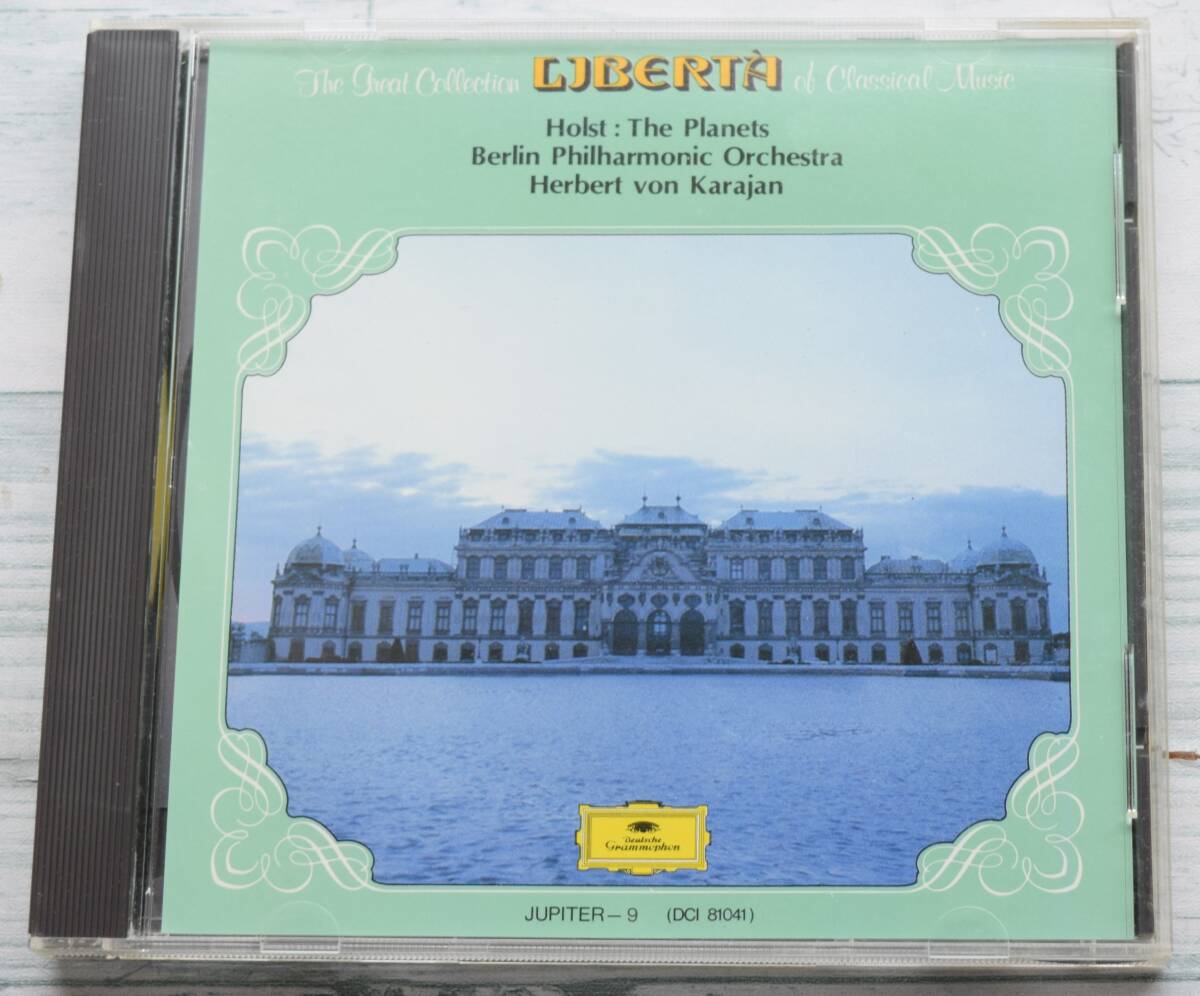 The Great Collection LIBERTÀ of Classical Music
Holst : The Planets
Berlin Philharmonic Orchestra
Herbert von Karajan
Deutsche
Grammophon
JUPITER – 9 (DCI 81041)